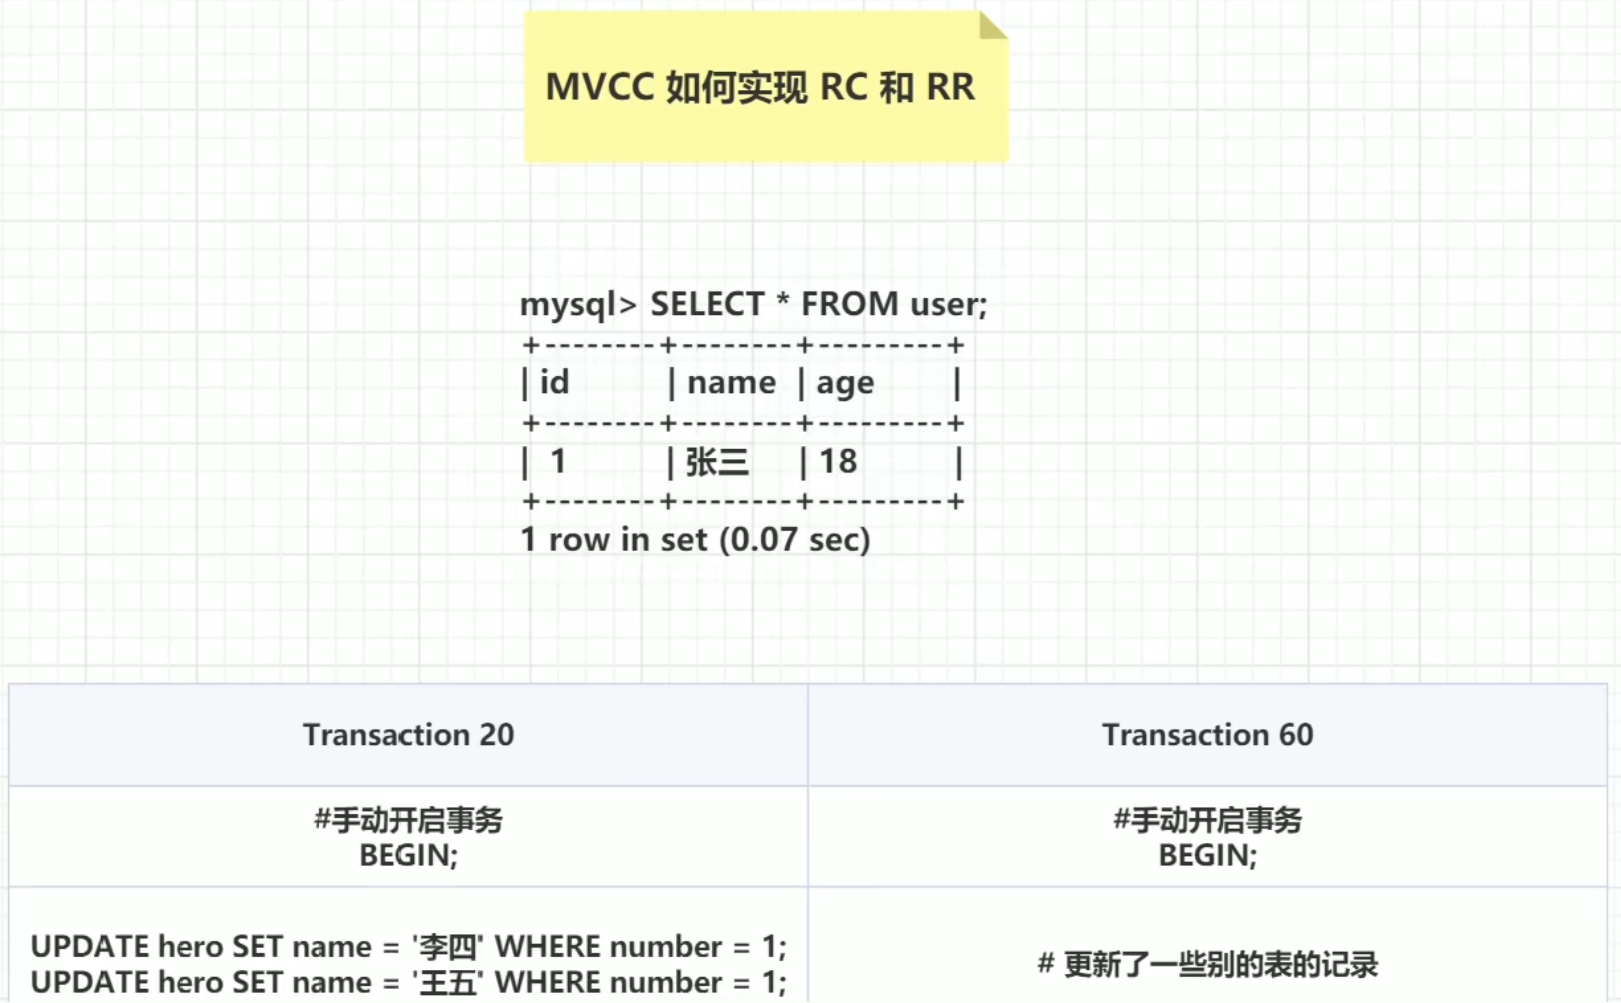 MVCC 如何实现 RC 和 RR
mysql> SELECT * FROM user;
+--------+--------+---------+
| id | name | age |
+--------+--------+---------+
| 1 | 张三 | 18 |
+--------+--------+---------+
1 row in set (0.07 sec)
Transaction 20
Transaction 60
#手动开启事务
BEGIN;
#手动开启事务
BEGIN;
UPDATE hero SET name = '李四' WHERE number = 1;
UPDATE hero SET name = '王五' WHERE number = 1;
# 更新了一些别的表的记录